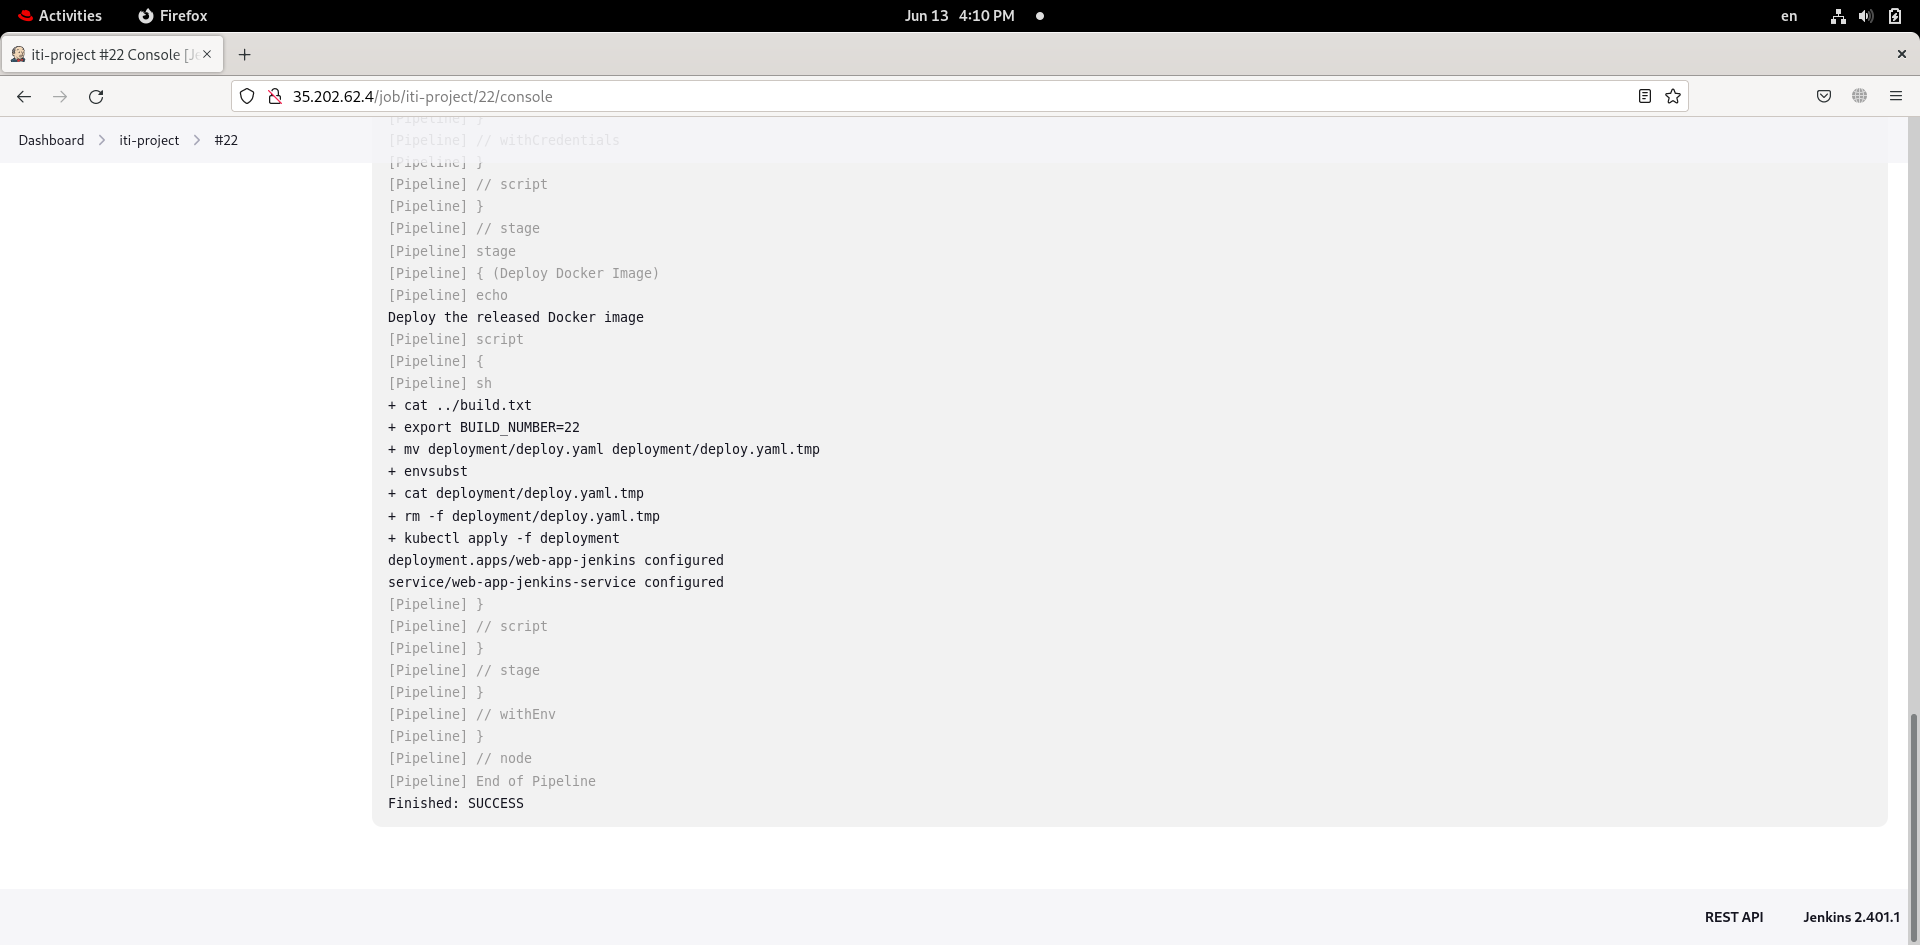 Activities
Firefox
Jun 13 4:10 PM
en
iti-project #22 Console [Je
35.202.62.4/job/iti-project/22/console
Dashboard
iti-project
#22
[Pipeline] }
[Pipeline] // withCredentials
[Pipeline] }
[Pipeline] // script
[Pipeline] }
[Pipeline] // stage
[Pipeline] stage
[Pipeline] { (Deploy Docker Image)
[Pipeline] echo
Deploy the released Docker image
[Pipeline] script
[Pipeline] {
[Pipeline] sh
+ cat ../build.txt
+ export BUILD_NUMBER=22
+ mv deployment/deploy.yaml deployment/deploy.yaml.tmp
+ envsubst
+ cat deployment/deploy.yaml.tmp
+ rm -f deployment/deploy.yaml.tmp
+ kubectl apply -f deployment
deployment.apps/web-app-jenkins configured
service/web-app-jenkins-service configured
[Pipeline] }
[Pipeline] // script
[Pipeline] }
[Pipeline] // stage
[Pipeline] }
[Pipeline] // withEnv
[Pipeline] }
[Pipeline] // node
[Pipeline] End of Pipeline
Finished: SUCCESS
REST API
Jenkins 2.401.1